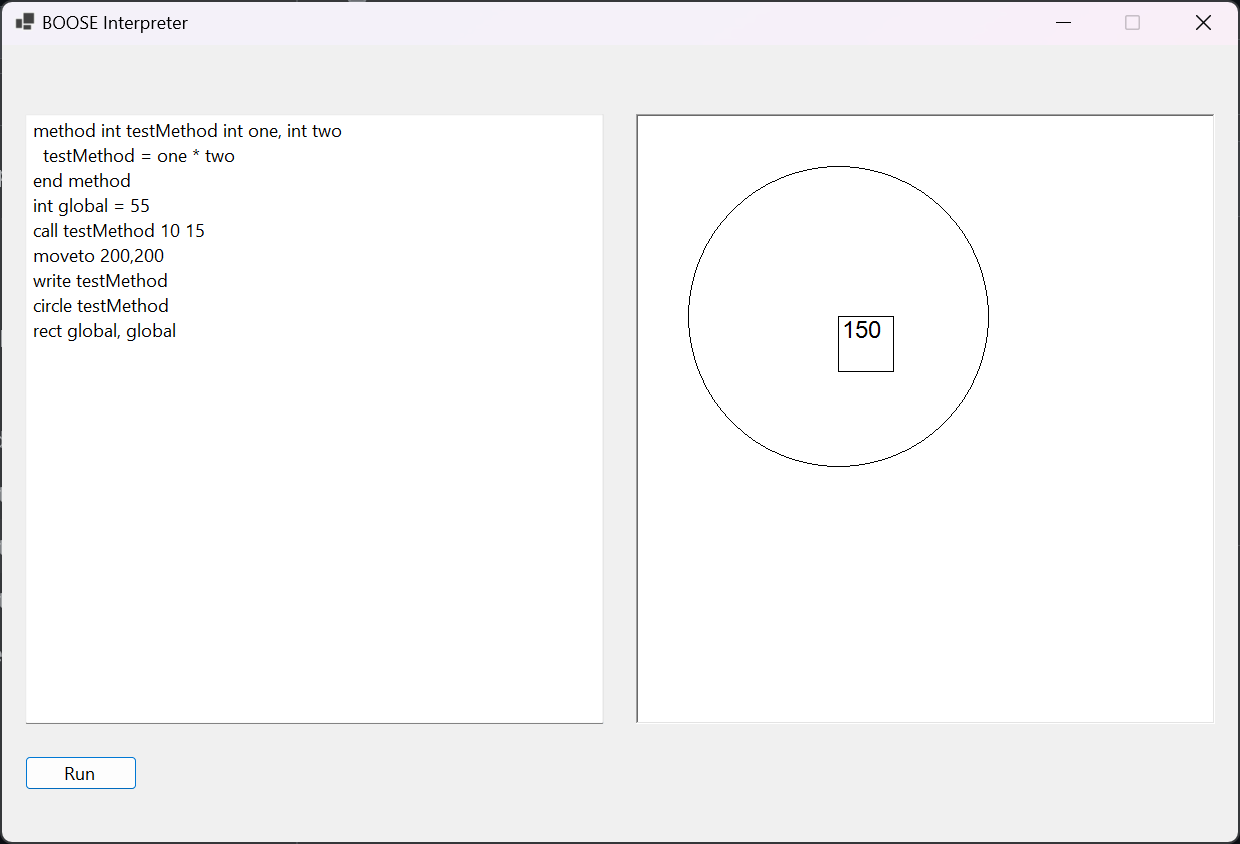 BOOSE Interpreter
method int testMethod int one, int two
testMethod = one * two
end method
int global = 55
call testMethod 10 15
moveto 200,200
write testMethod
circle testMethod
rect global, global
150
Run